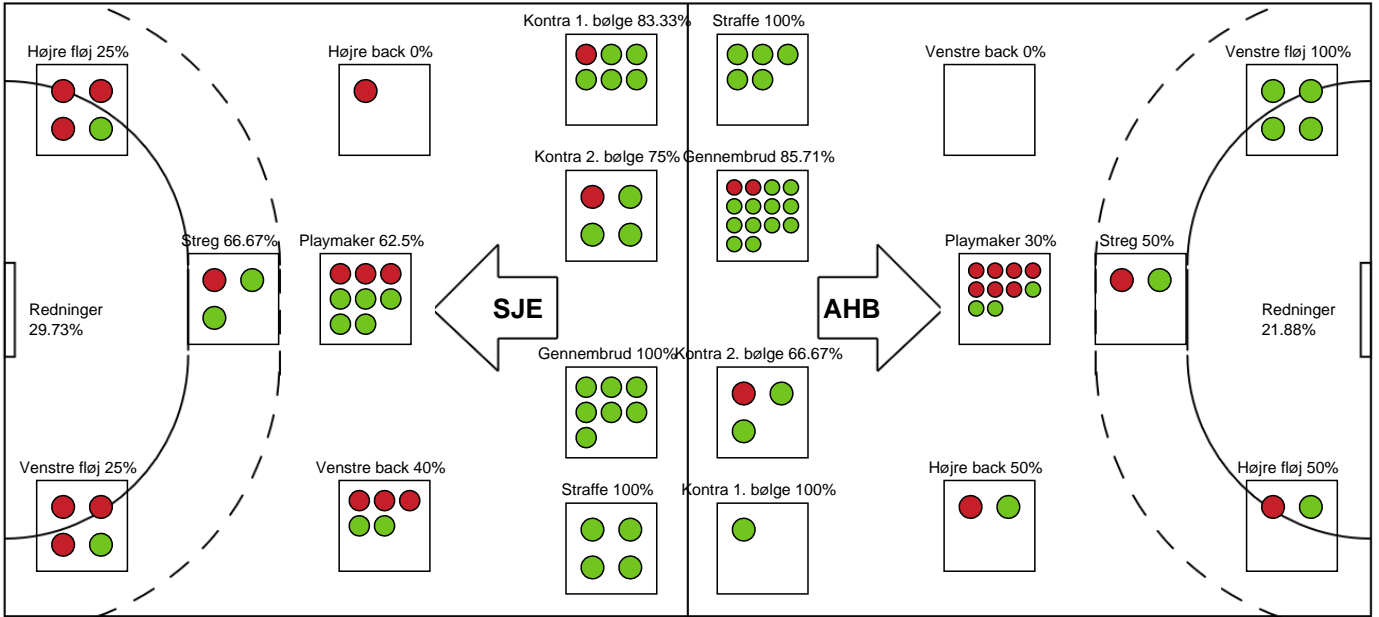 Kontra 1. bølge 83.33%
Straffe 100%
Højre fløj 25%
Højre back 0%
Venstre back 0%
Venstre fløj 100%
Kontra 2. bølge 75%
Gennembrud 85.71%
Streg 66.67%
Playmaker 62.5%
Playmaker 30%
Streg 50%
Redninger
29.73%
SJE
AHB
Redninger
21.88%
Gennembrud 100%
Kontra 2. bølge 66.67%
Venstre fløj 25%
Venstre back 40%
Højre back 50%
Højre fløj 50%
Straffe 100%
Kontra 1. bølge 100%